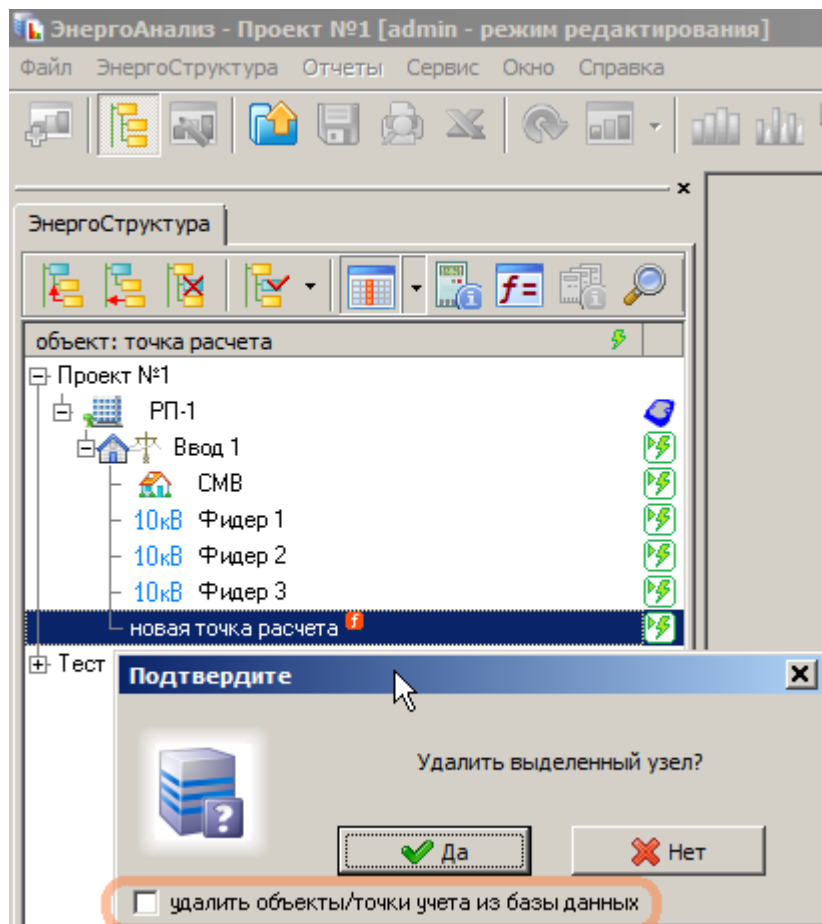 ЭнергоАнализ - Проект №1 [admin - режим редактирования]
Файл ЭнергоСтруктура Отчеты Сервис Окно Справка
ЭнергоСтруктура
f=
объект: точка расчета
Проект №1
РП-1
Ввод 1
СМВ
10кВ Фидер 1
10кВ Фидер 2
10кВ Фидер 3
новая точка расчета f
Тест
Подтвердите
Удалить выделенный узел?
Да Нет
удалить объекты/точки учета из базы данных